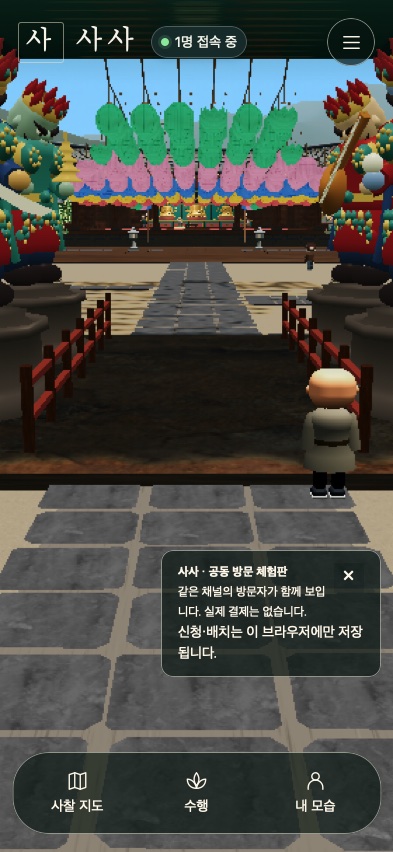 사 사사
1명 접속 중
사사 · 공동 방문 체험판
같은 채널의 방문자가 함께 보입
니다. 실제 결제는 없습니다.
신청·배치는 이 브라우저에만 저장
됩니다.
사찰 지도
수행
내 모습